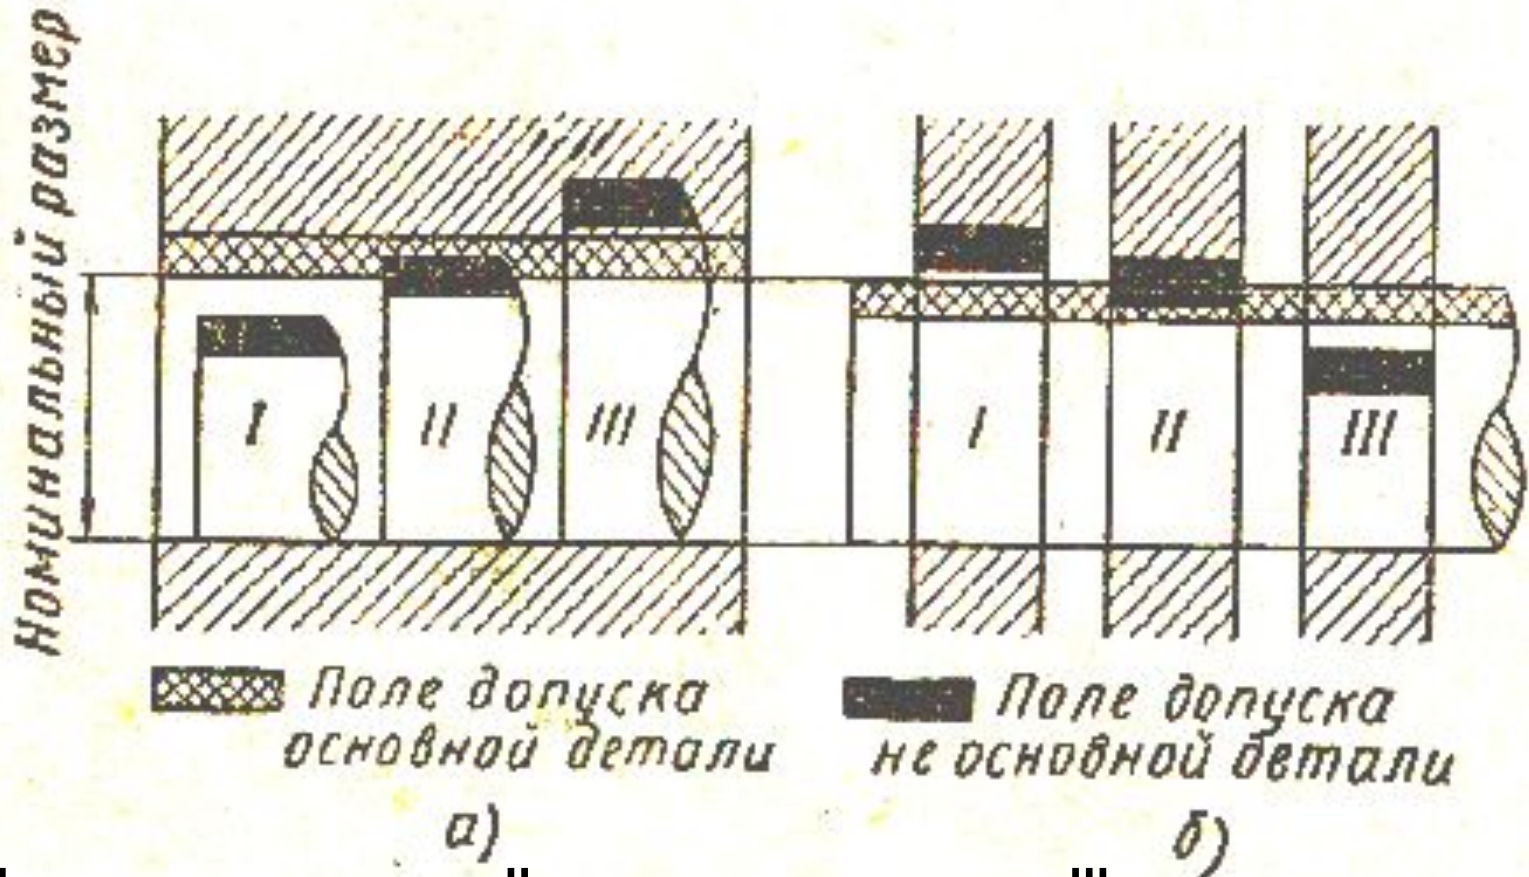 Номинальный размер
I
II
III
I
II
III
Поле допуска
основной детали
Поле допуска
не основной детали
а)
б)